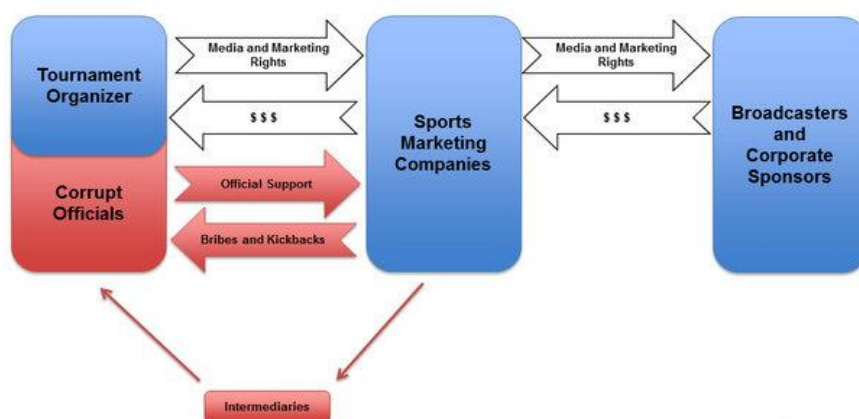 Tournament
Organizer
Corrupt
Officials
Media and Marketing
Rights
$ $ $
Official Support
Bribes and Kickbacks
Sports
Marketing
Companies
Media and Marketing
Rights
$ $ $
Broadcasters
and
Corporate
Sponsors
Intermediaries